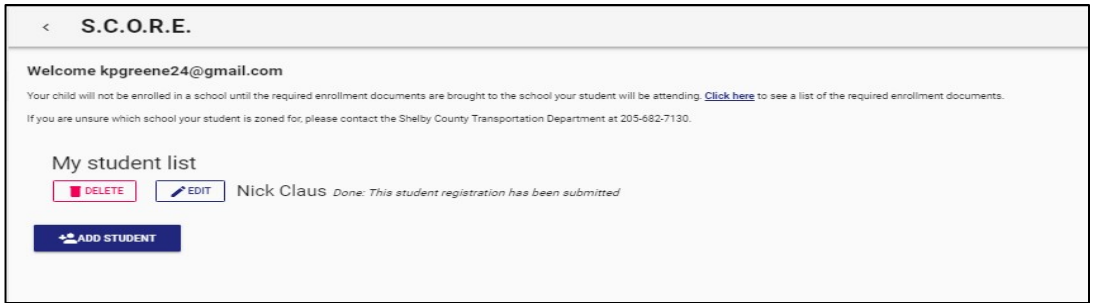 S.C.O.R.E.
Welcome kpgreene24@gmail.com
Your child will not be enrolled in a school until the required enrollment documents are brought to the school your student will be attending. Click here to see a list of the required enrollment documents.
If you are unsure which school your student is zoned for, please contact the Shelby County Transportation Department at 205-682-7130.
My student list
DELETE EDIT Nick Claus Done: This student registration has been submitted
ADD STUDENT